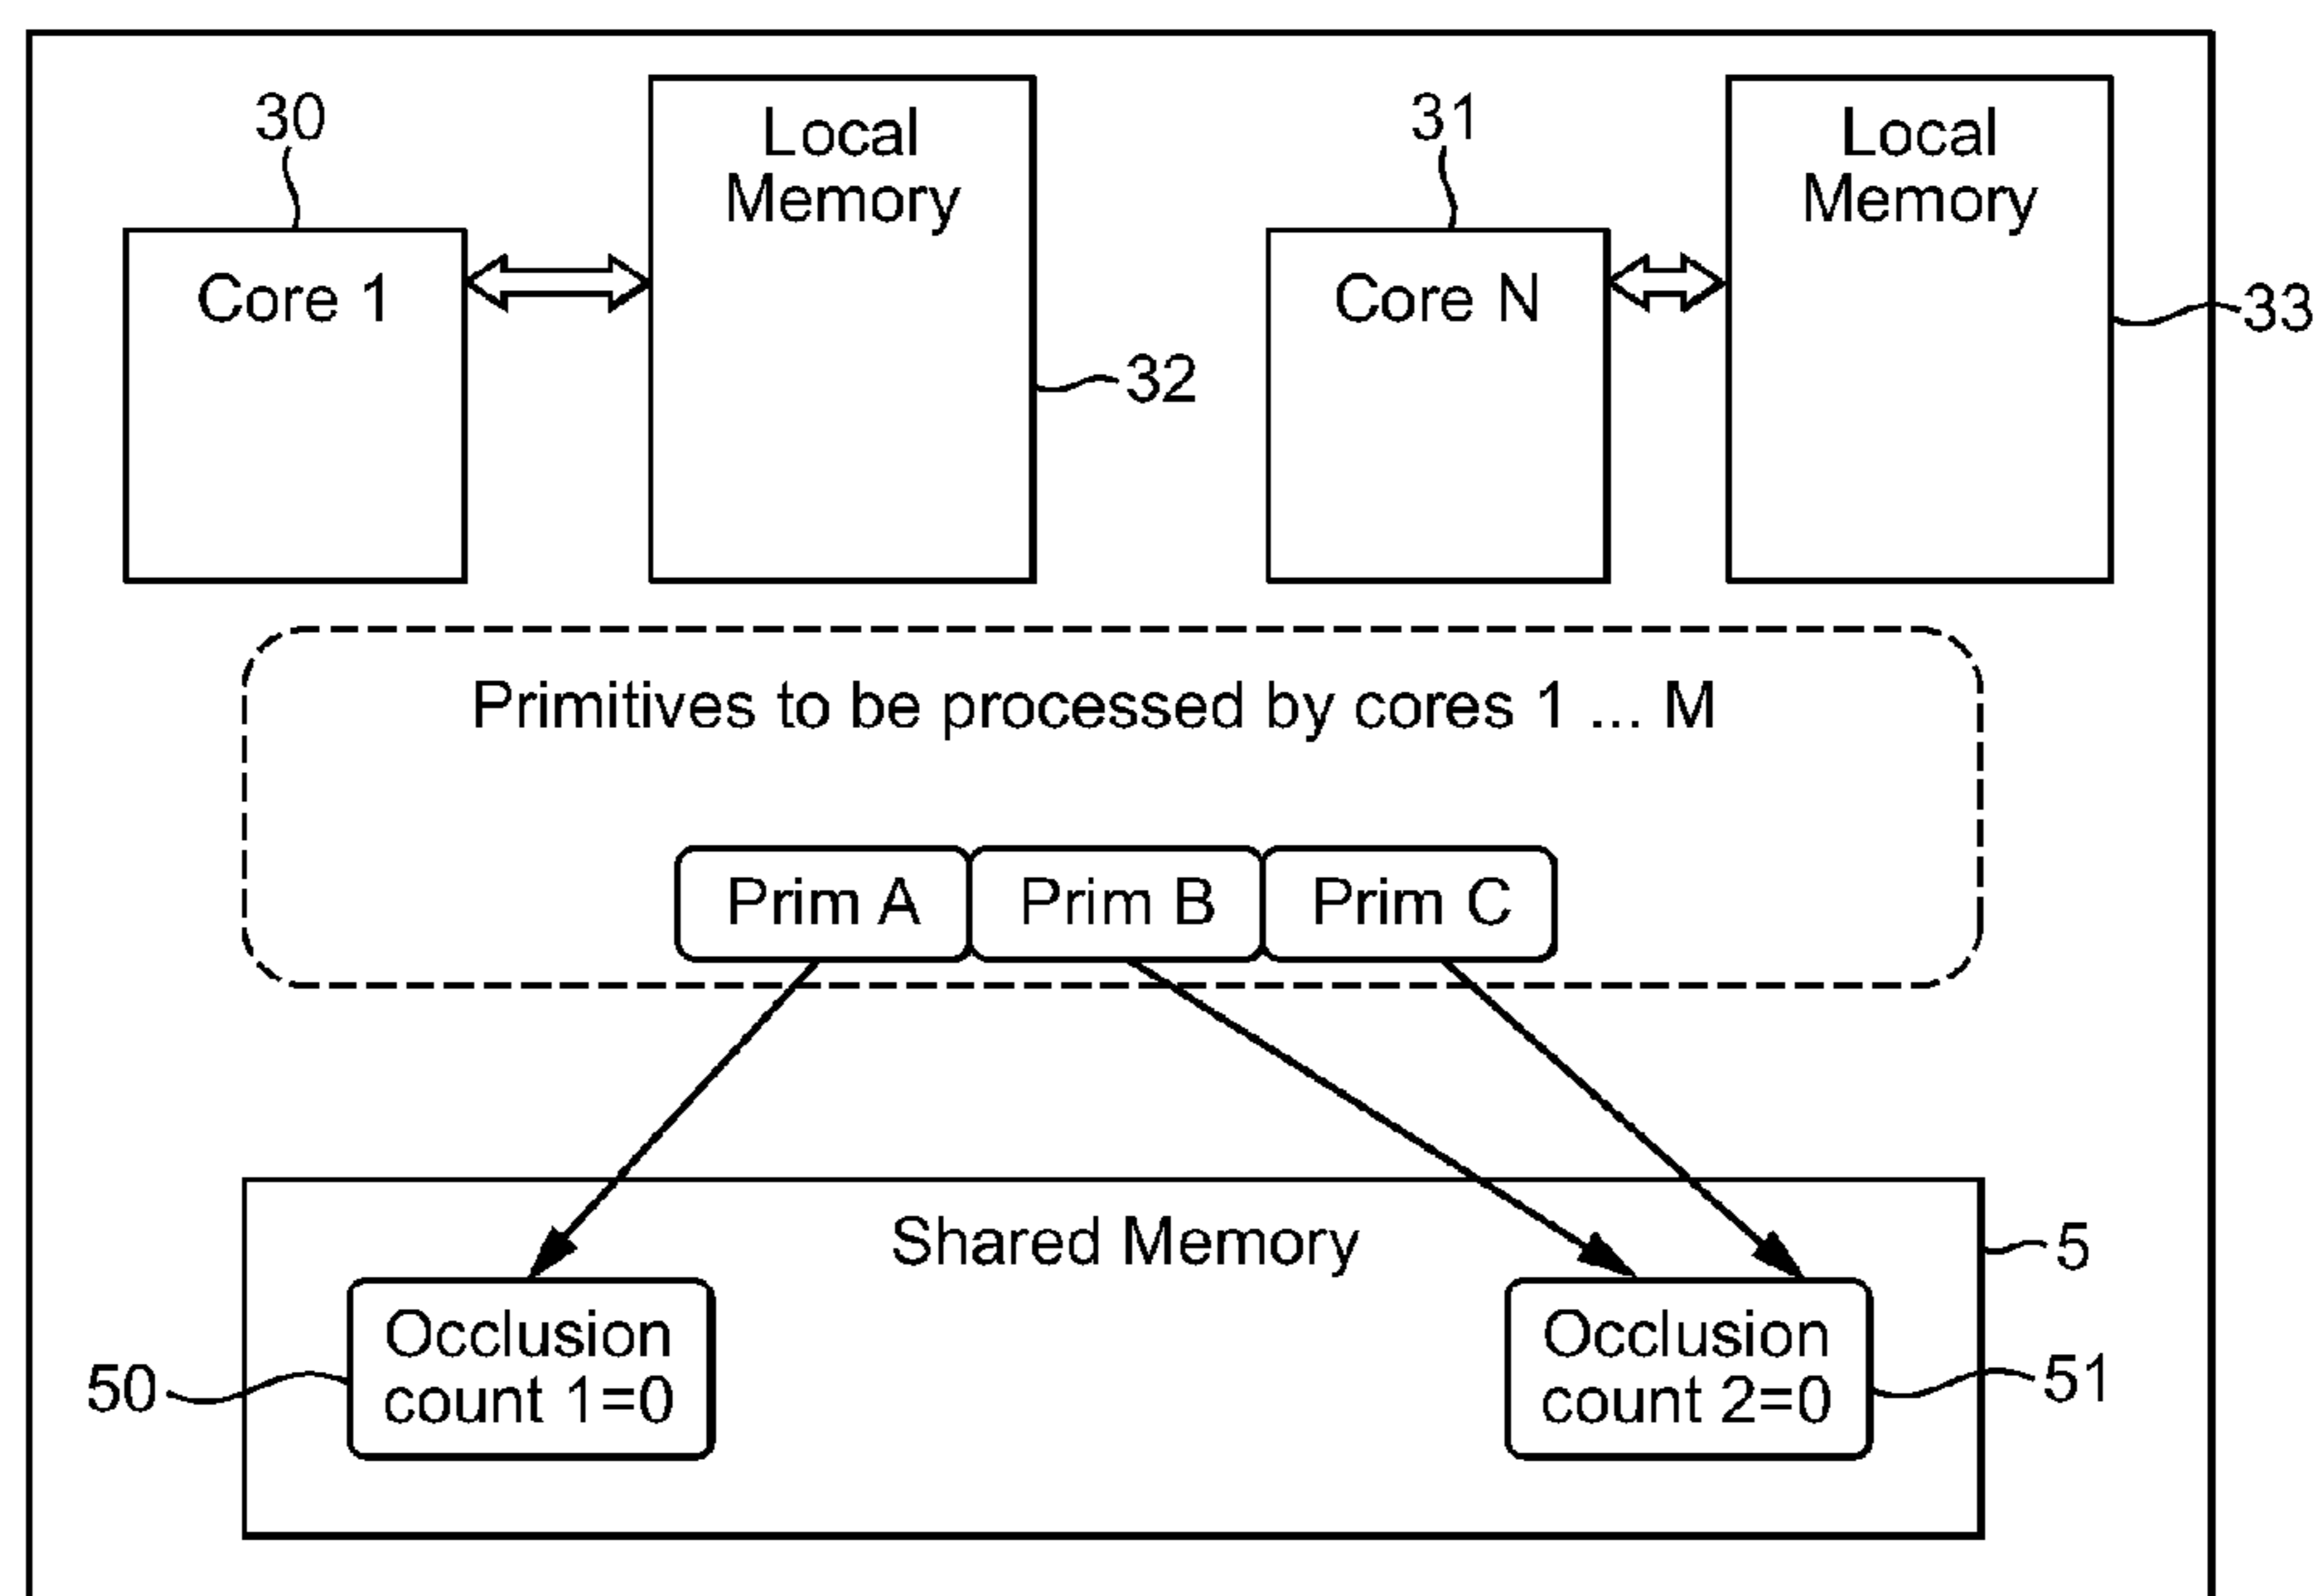 30
Local
Memory
31
Local
Memory
Core 1
Core N
33
32
Primitives to be processed by cores 1 ... M
Prim A
Prim B
Prim C
Shared Memory
5
Occlusion
count 1=0
Occlusion
count 2=0
50
51